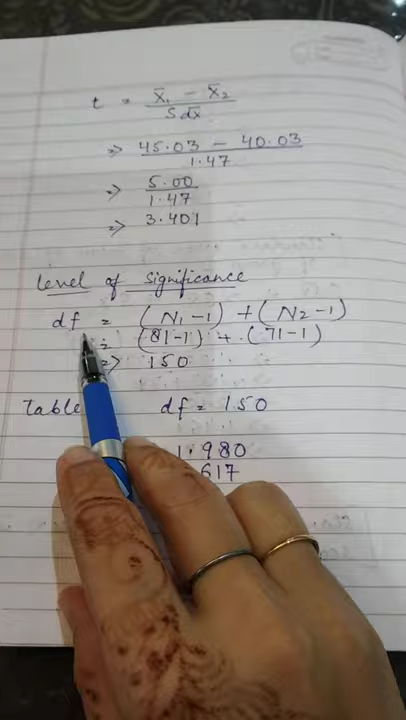 t = X̄₁ - X̄₂ / Sdx̄
=> 45.03 - 40.03 / 1.47
=> 5.00 / 1.47
=> 3.401
Level of Significance
df = (N₁-1) + (N₂-1)
= (81-1) + (71-1)
=> 150
Table df = 150
1.980
617